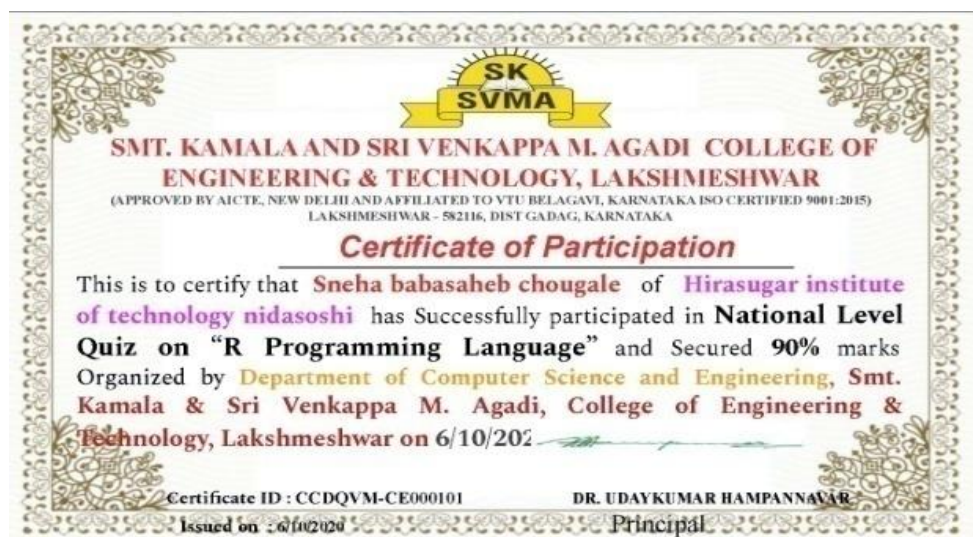 SK
SVMA
SMT. KAMALA AND SRI VENKAPPA M. AGADI COLLEGE OF
ENGINEERING & TECHNOLOGY, LAKSHMESHWAR
(APPROVED BY AICTE, NEW DELHI AND AFFILIATED TO VTU BELAGAVI, KARNATAKA ISO CERTIFIED 9001:2015)
LAKSHMESHWAR - 582116, DIST GADAG, KARNATAKA
Certificate of Participation
This is to certify that Sneha babasaheb chougale of Hirasugar institute
of technology nidasoshi has Successfully participated in National Level
Quiz on "R Programming Language" and Secured 90% marks
Organized by Department of Computer Science and Engineering, Smt.
Kamala & Sri Venkappa M. Agadi, College of Engineering &
Technology, Lakshmeshwar on 6/10/202
Certificate ID : CCDQVM-CE000101 DR. UDAYKUMAR HAMPANNAVAR
Issued on : 6/10/2020 Principal